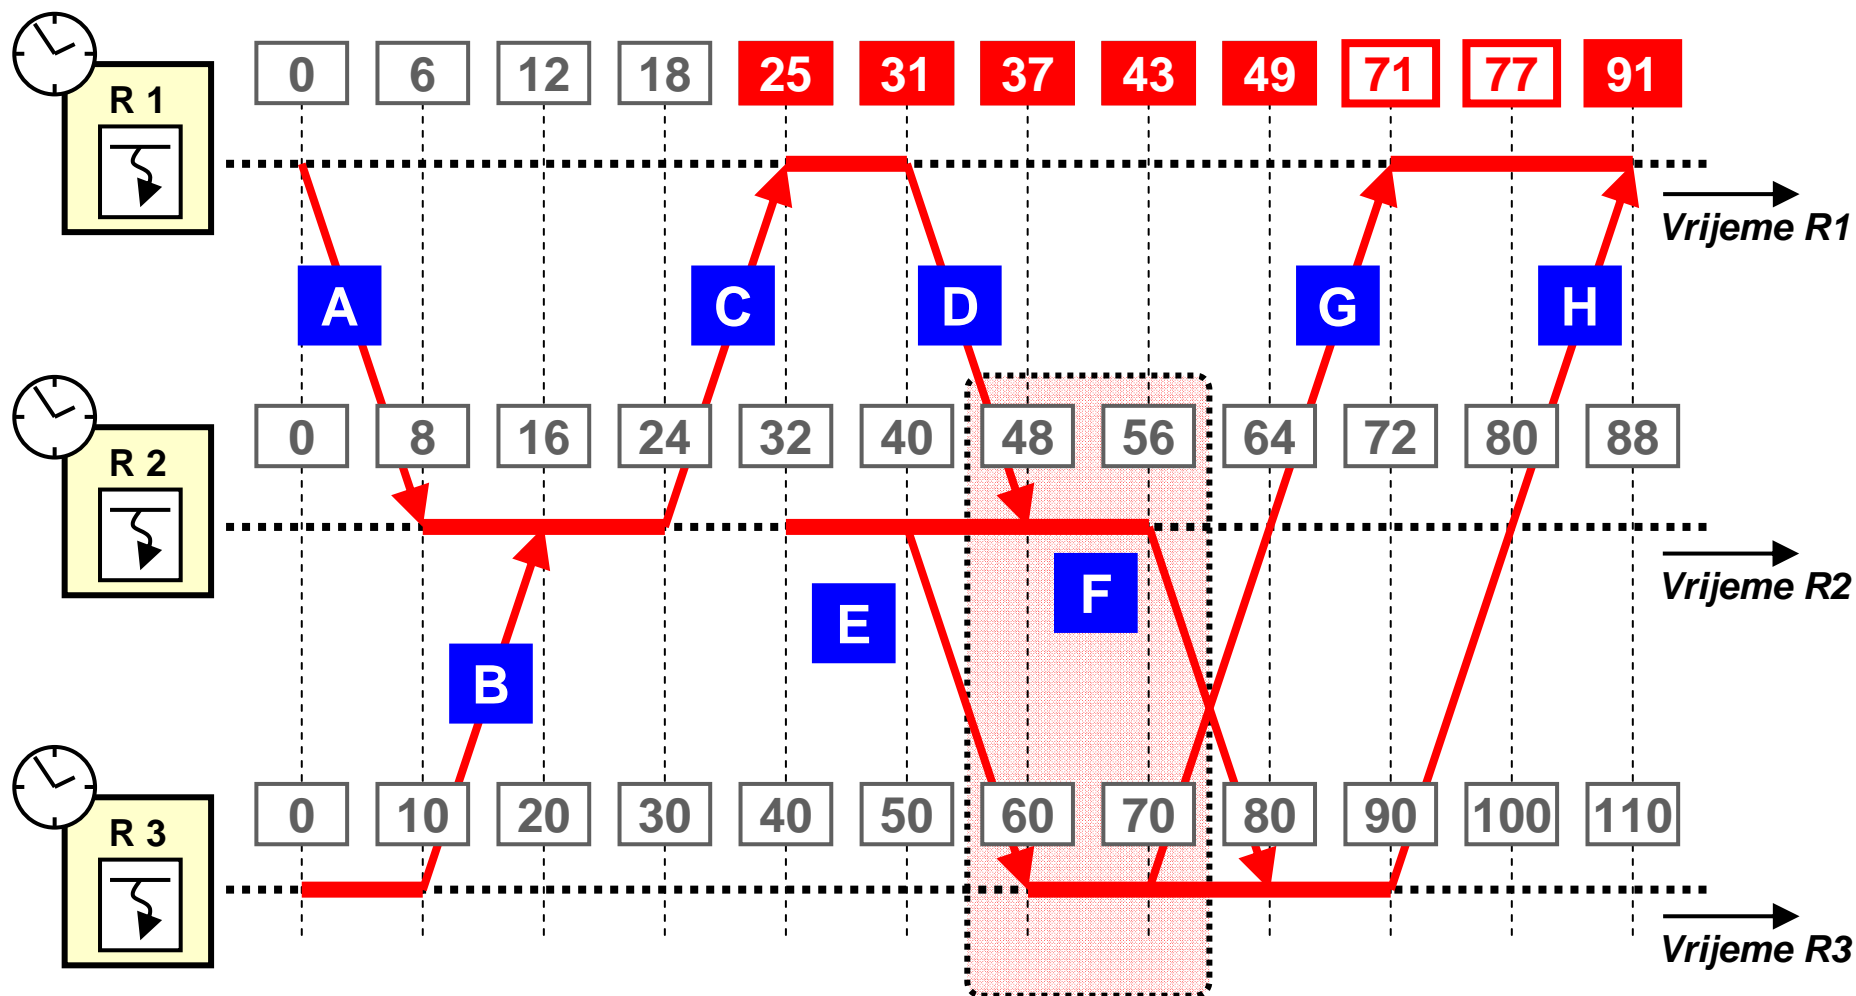 0 6 12 18 25 31 37 43 49 71 77 91
R 1
Vrijeme R1
A C D G H
0 8 16 24 32 40 48 56 64 72 80 88
R 2
Vrijeme R2
E F
B
0 10 20 30 40 50 60 70 80 90 100 110
R 3
Vrijeme R3